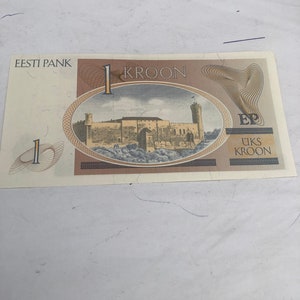 EESTI PANK
1 KROON
EP
1
ÜKS
KROON